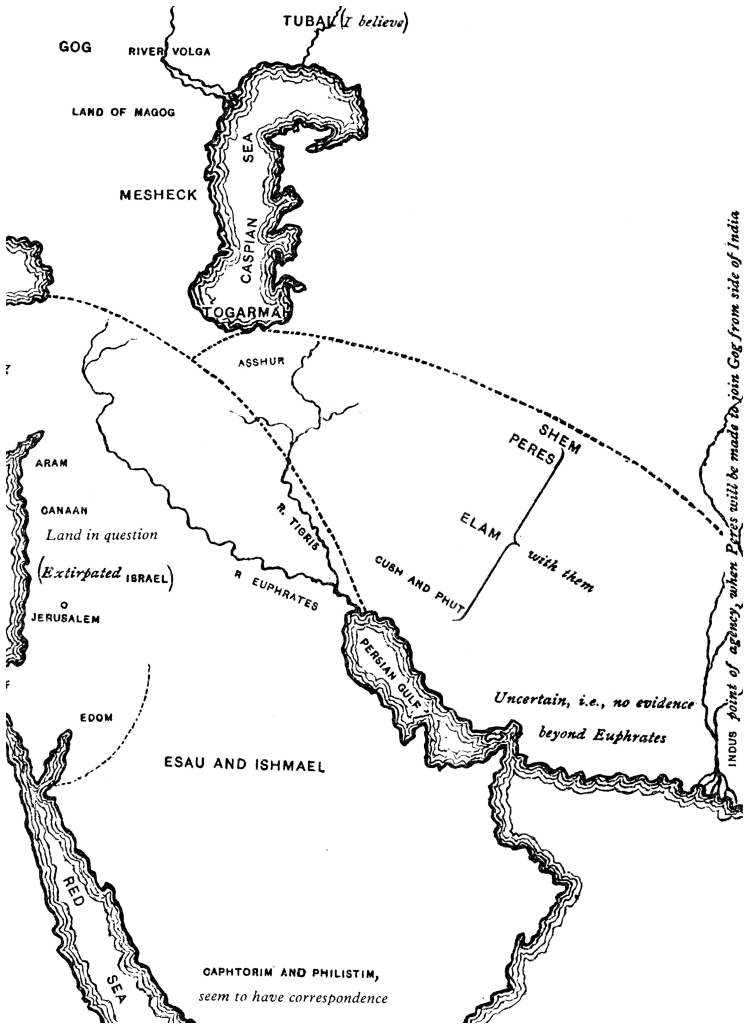 TUBAL (I believe)
GOG
RIVER VOLGA
LAND OF MAGOG
MESHECK
CASPIAN SEA
TOGARMAH
ASSHUR
SHEM
PERES
ELAM
with them
CUSH AND PHUT
ARAM
CANAAN
Land in question
(Extirpated ISRAEL)
JERUSALEM
R. TIGRIS
R EUPHRATES
PERSIAN GULF
Uncertain, i.e., no evidence
beyond Euphrates
INDUS point of agency, when Peres will be made to join Gog from side of India
EDOM
ESAU AND ISHMAEL
RED SEA
CAPHTORIM AND PHILISTIM,
seem to have correspondence